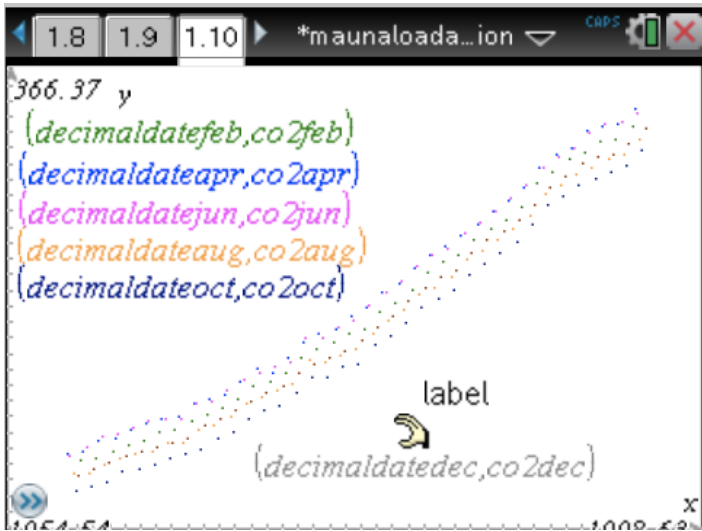 1.8 1.9 1.10 *maunaloada…ion CAPS
366.37 y
(decimaldatefeb,co2feb)
(decimaldateapr,co2apr)
(decimaldatejun,co2jun)
(decimaldateaug,co2aug)
(decimaldateoct,co2oct)
label
(decimaldatedec,co2dec)
x